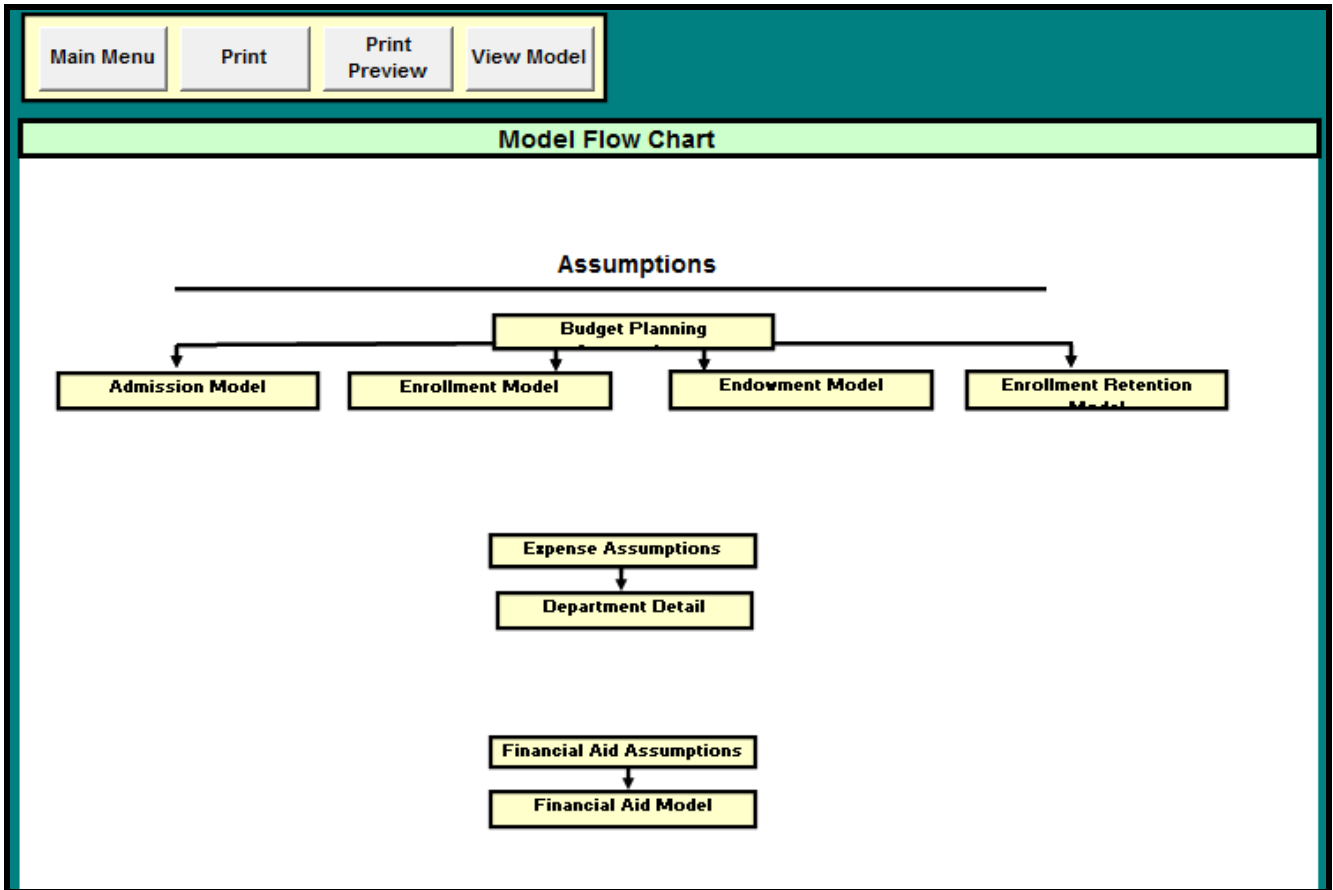 Main Menu
Print
Print
Preview
View Model
Model Flow Chart
Assumptions
Budget Planning
Admission Model
Enrollment Model
Endowment Model
Enrollment Retention
Expense Assumptions
Department Detail
Financial Aid Assumptions
Financial Aid Model